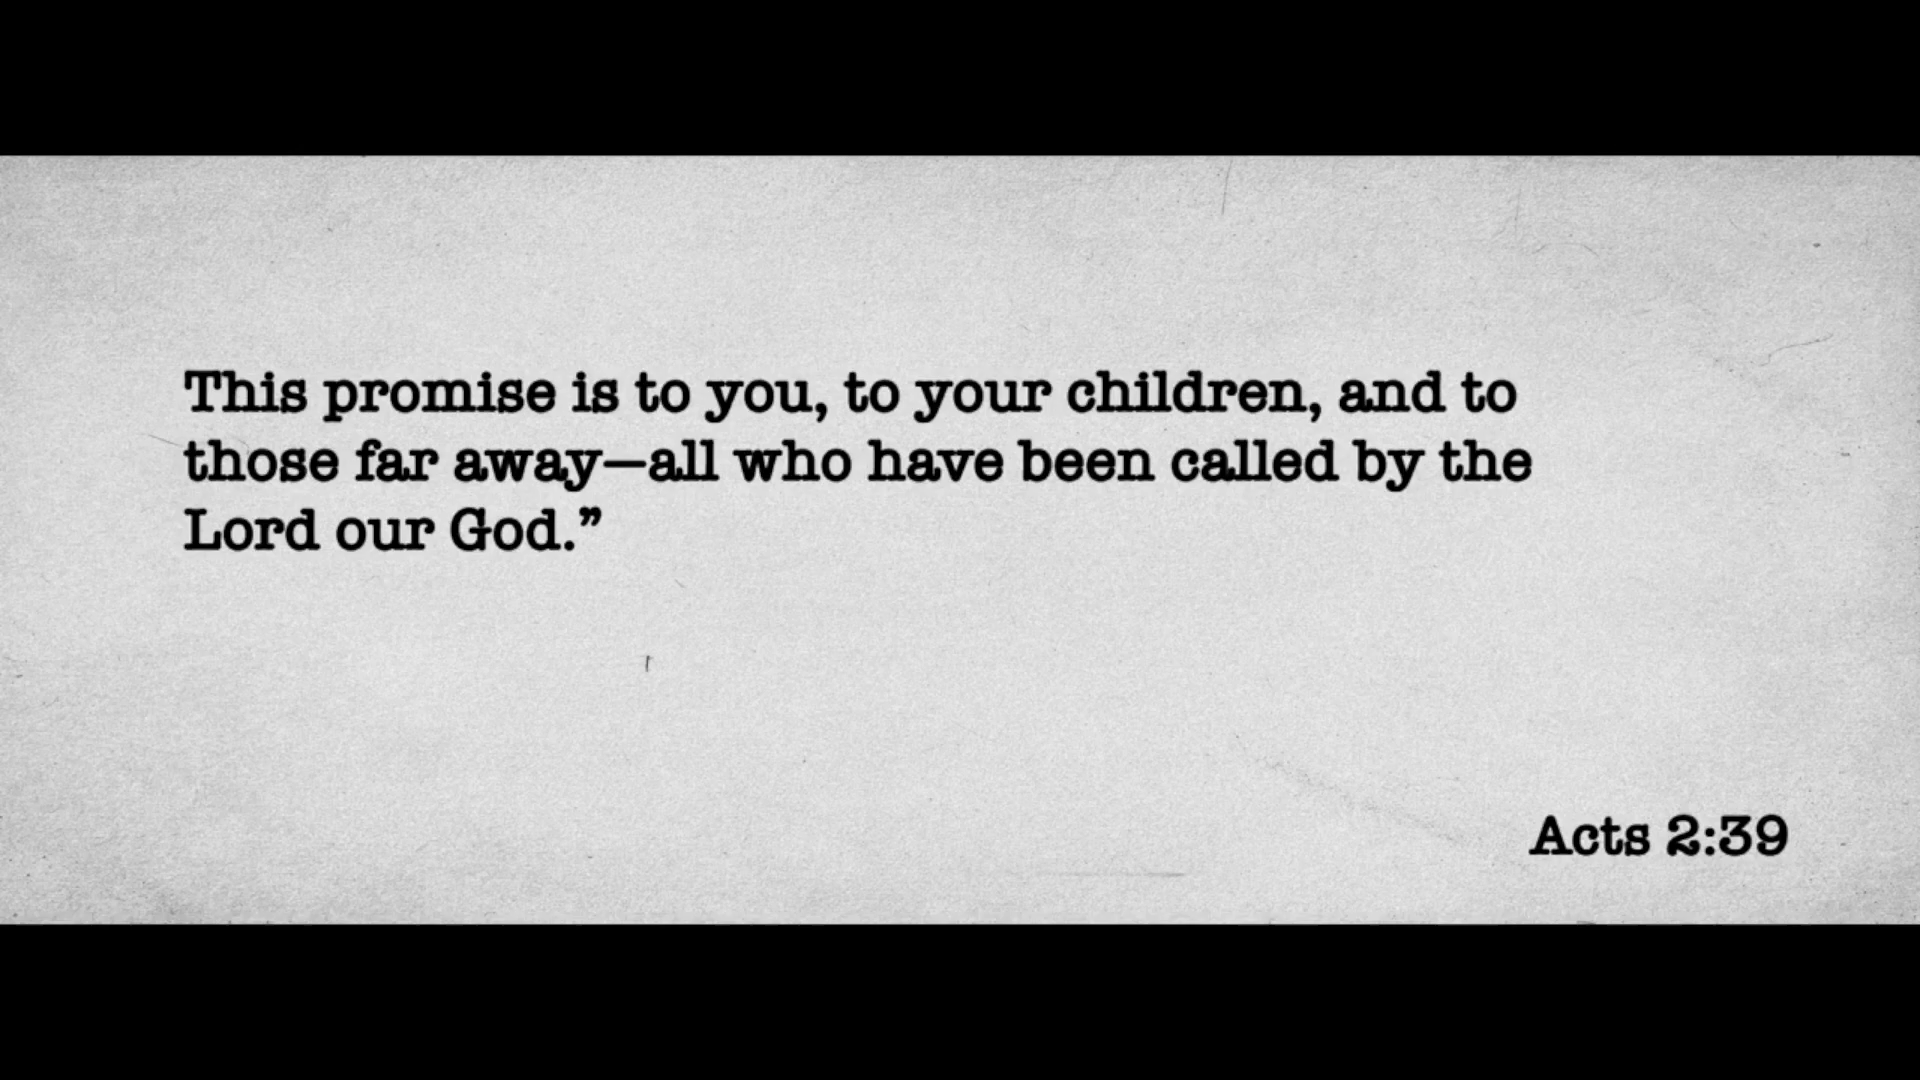 This promise is to you, to your children, and to
those far away—all who have been called by the
Lord our God.”
Acts 2:39